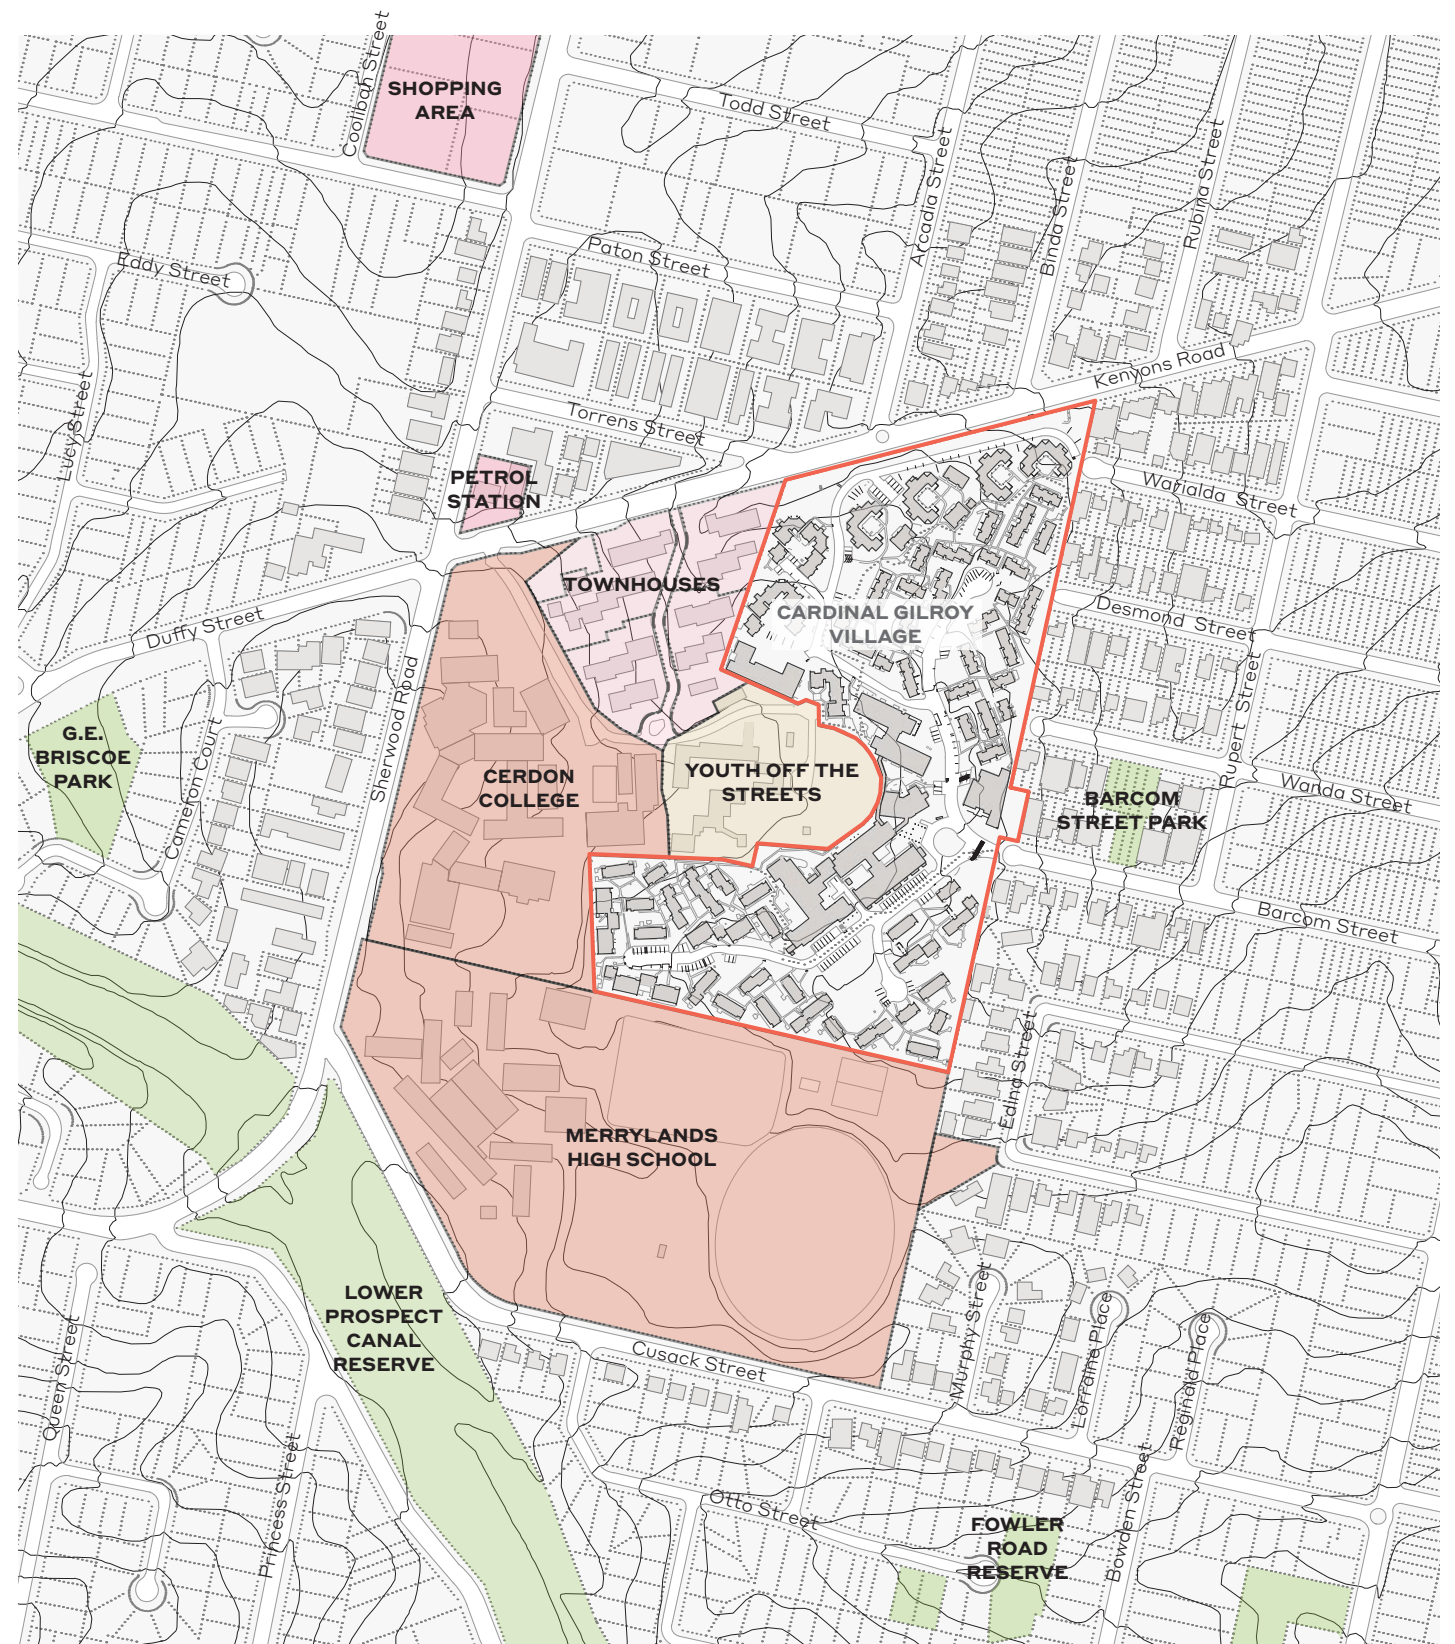 Coolibah Street
SHOPPING
AREA
Todd Street
Arcadia Street
Binda Street
Rubina Street
Paton Street
Eddy Street
Kenyons Road
Lucy Street
Torrens Street
PETROL
STATION
Warialda Street
TOWNHOUSES
CARDINAL GILROY
VILLAGE
Desmond Street
Duffy Street
Sherwood Road
Rupert Street
G.E.
BRISCOE
PARK
Cameron Court
CERDON
COLLEGE
YOUTH OFF THE
STREETS
BARCOM
STREET PARK
Wanda Street
Barcom Street
Edina Street
MERRYLANDS
HIGH SCHOOL
LOWER
PROSPECT
CANAL
RESERVE
Queen Street
Princess Street
Cusack Street
Murphy Street
Lorraine Place
Reginald Place
Otto Street
Bowden Street
FOWLER
ROAD
RESERVE